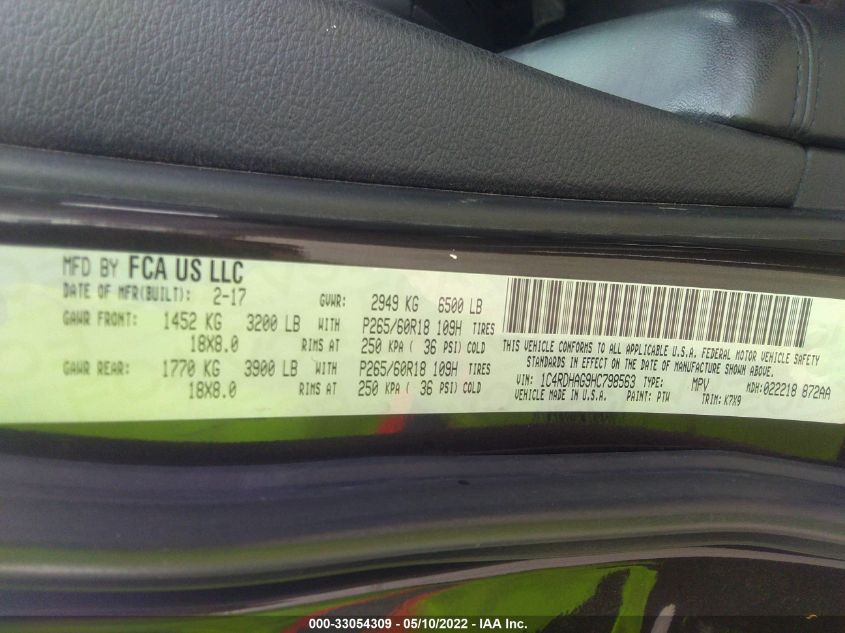 MFD BY FCA US LLC
DATE OF MFR(BUILT): 2-17 GVWR: 2949 KG 6500 LB
GAWR FRONT: 1452 KG 3200 LB WITH P265/60R18 109H TIRES
18X8.0 RIMS AT 250 KPA ( 36 PSI) COLD
GAWR REAR: 1770 KG 3900 LB WITH P265/60R18 109H TIRES
18X8.0 RIMS AT 250 KPA ( 36 PSI) COLD
THIS VEHICLE CONFORMS TO ALL APPLICABLE U.S.A. FEDERAL MOTOR VEHICLE SAFETY
STANDARDS IN EFFECT ON THE DATE OF MANUFACTURE SHOWN ABOVE.
VIN: 1C4RDHAG9HC798563 TYPE: MPV MDH: 022218 872AA
VEHICLE MADE IN U.S.A. PAINT: PTW TRIM: K7X9
000-33054309 - 05/10/2022 - IAA Inc.